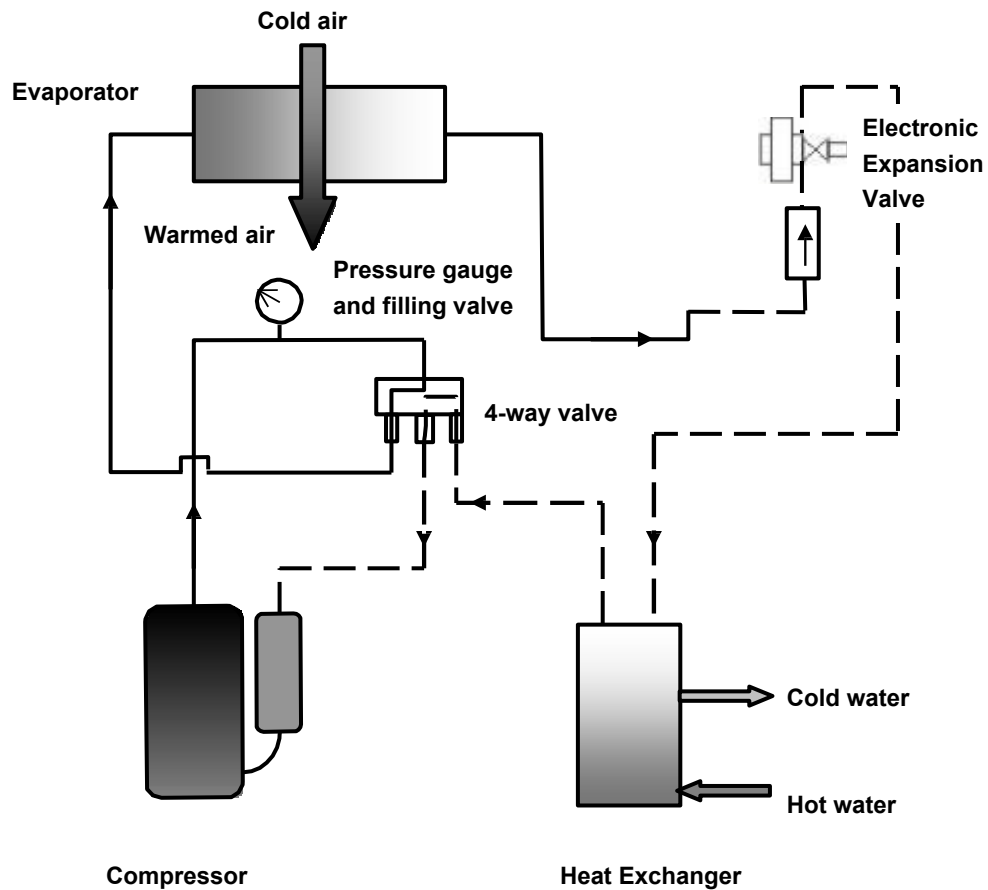 Cold air
Evaporator
Electronic
Expansion
Valve
Warmed air
Pressure gauge
and filling valve
4-way valve
Cold water
Hot water
Compressor
Heat Exchanger